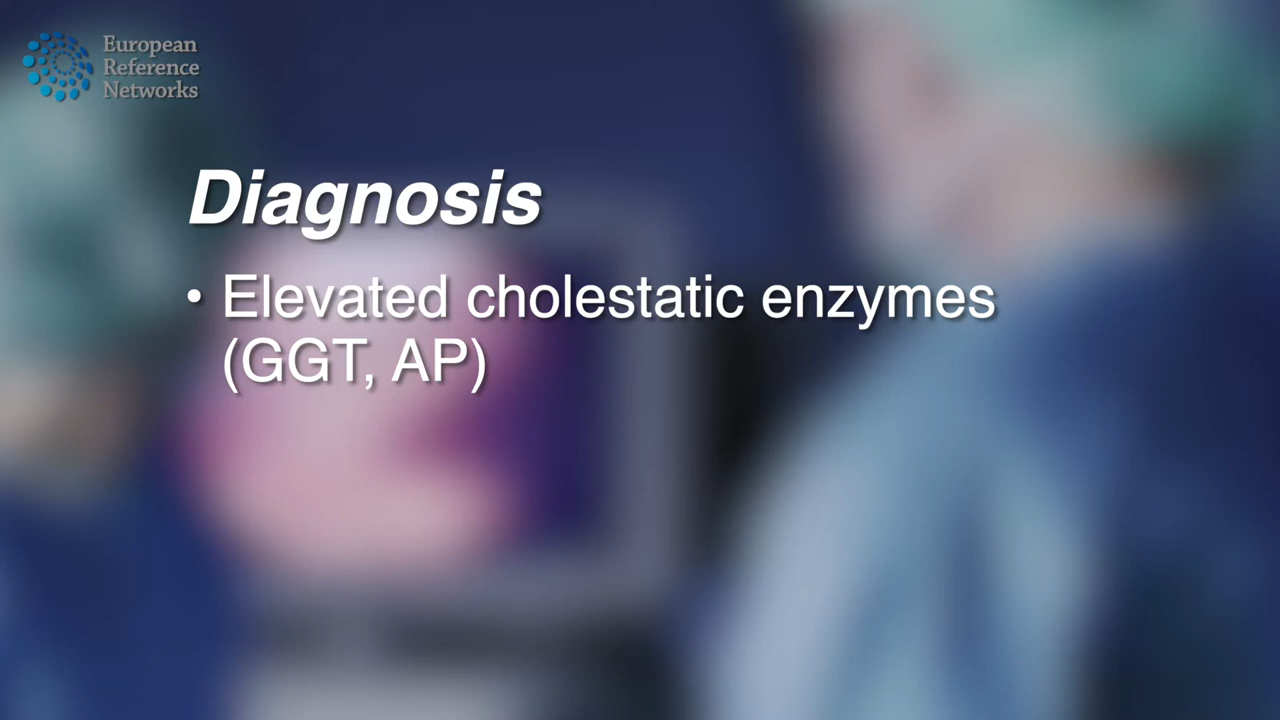 European
Reference
Networks
Diagnosis
• Elevated cholestatic enzymes
(GGT, AP)